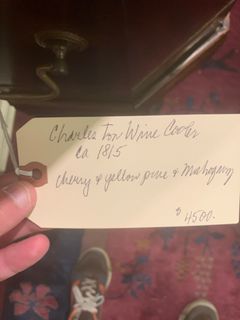 Charleston Wine Cooler
Ca 1815
Cherry & yellow pine & Mahogany
$4500.